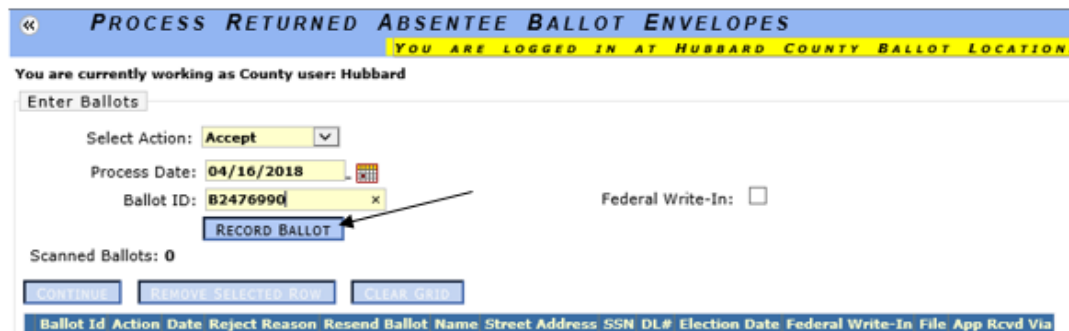 « PROCESS RETURNED ABSENTEE BALLOT ENVELOPES
YOU ARE LOGGED IN AT HUBBARD COUNTY BALLOT LOCATION
You are currently working as County user: Hubbard
Enter Ballots
Select Action: Accept
Process Date: 04/16/2018
Ballot ID: B2476990 × Federal Write-In:
RECORD BALLOT
Scanned Ballots: 0
CONTINUE REMOVE SELECTED ROW CLEAR GRID
Ballot Id Action Date Reject Reason Resend Ballot Name Street Address SSN DL# Election Date Federal Write-In File App Rcvd Via